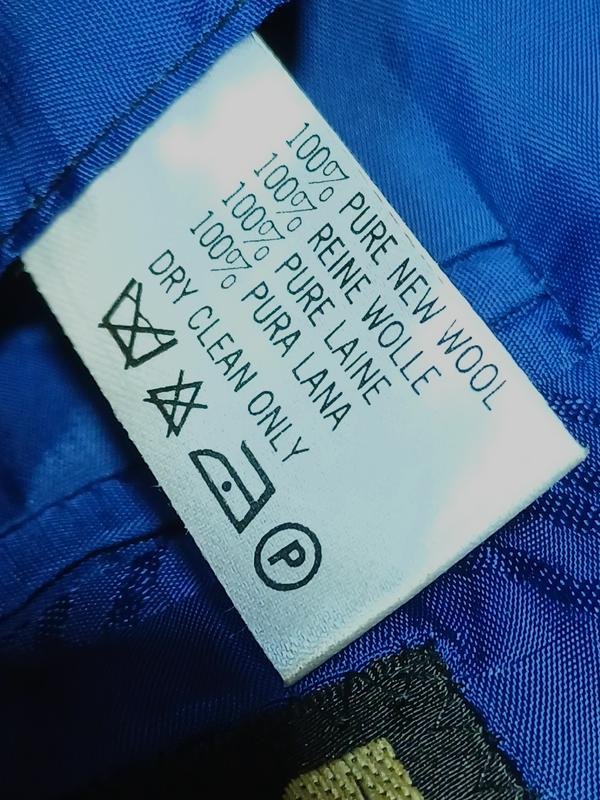 100% PURE NEW WOOL
100% REINE WOLLE
100% PURE LAINE
100% PURA LANA
DRY CLEAN ONLY
P